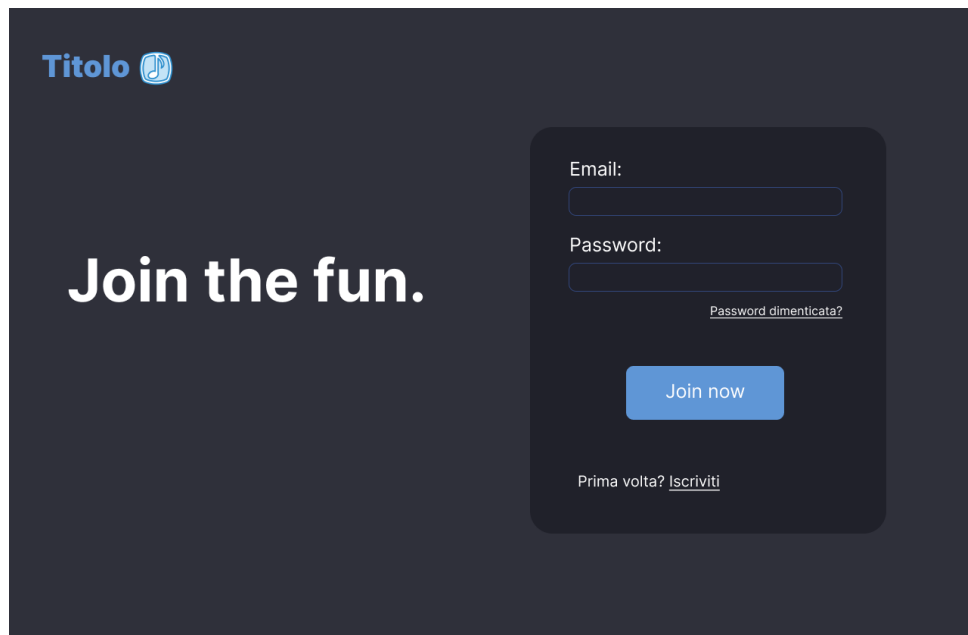 Titolo
Join the fun.
Email:
Password:
Password dimenticata?
Join now
Prima volta? Iscriviti